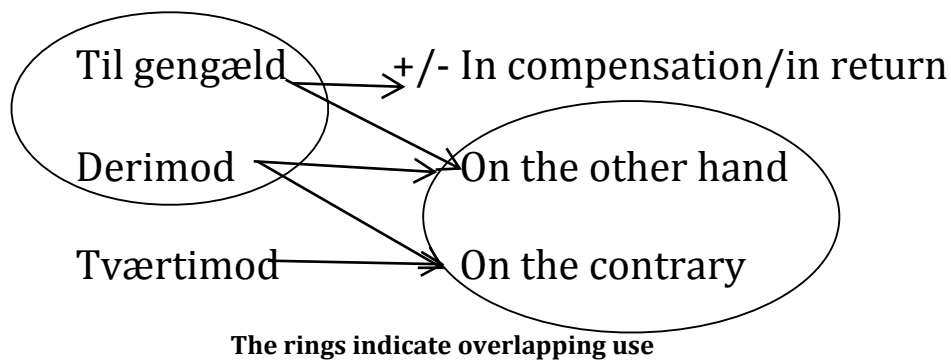 Til gengæld +/- In compensation/in return
Derimod On the other hand
Tværtimod On the contrary
The rings indicate overlapping use